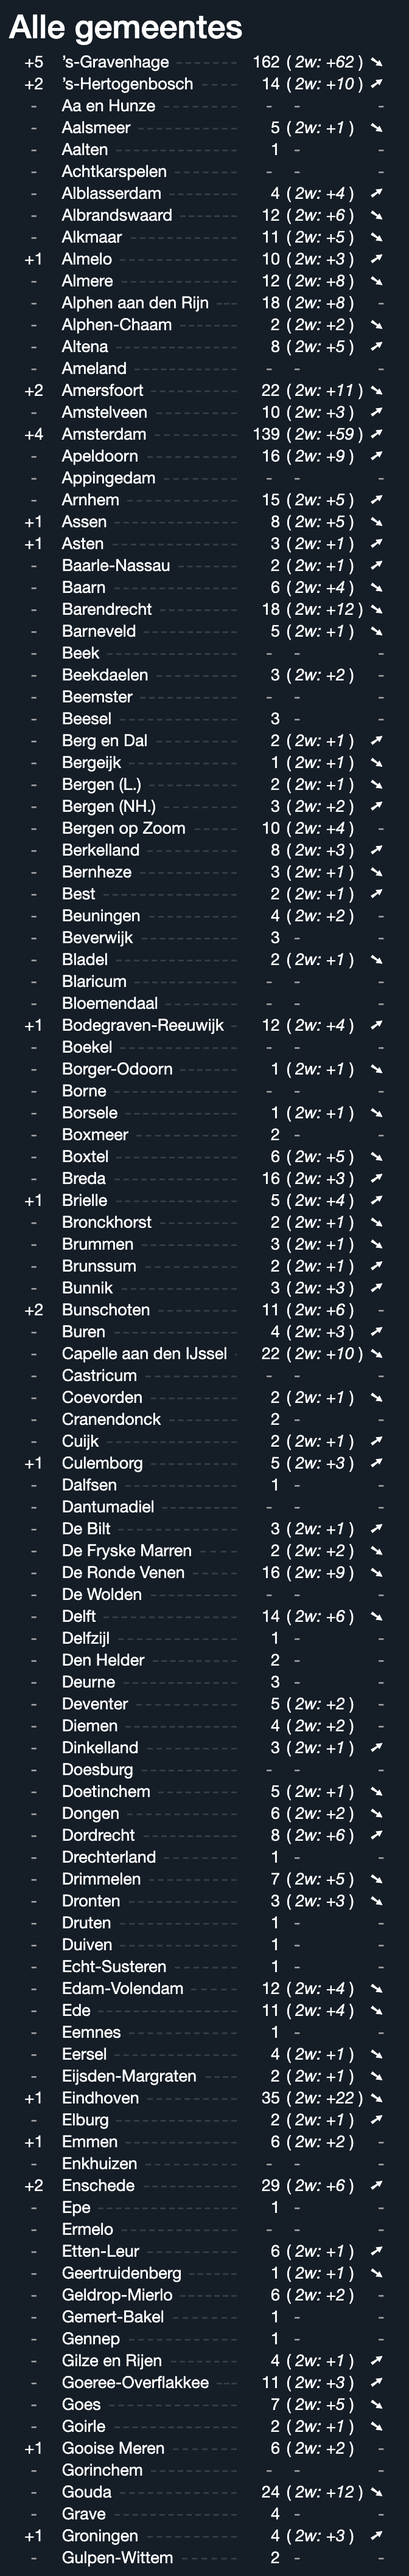 Alle gemeentes
+5 ’s-Gravenhage 162 ( 2w: +62) ➘
+2 ’s-Hertogenbosch 14 ( 2w: +10 ) ➚
- Aa en Hunze - -
- Aalsmeer 5 ( 2w: +1 ) ➘
- Aalten 1 - -
- Achtkarspelen - -
- Alblasserdam 4 ( 2w: +4 ) ➚
- Albrandswaard 12 ( 2w: +6 ) ➘
- Alkmaar 11 ( 2w: +5 ) ➘
+1 Almelo 10 ( 2w: +3 ) ➚
- Almere 12 ( 2w: +8 ) ➘
- Alphen aan den Rijn 18 ( 2w: +8 ) -
- Alphen-Chaam 2 ( 2w: +2 ) ➘
- Altena 8 ( 2w: +5 ) ➚
- Ameland - - -
+2 Amersfoort 22 ( 2w: +11 ) ➘
- Amstelveen 10 ( 2w: +3 ) ➚
+4 Amsterdam 139 ( 2w: +59 ) ➚
- Apeldoorn 16 ( 2w: +9 ) ➚
- Appingedam - - -
- Arnhem 15 ( 2w: +5 ) ➚
+1 Assen 8 ( 2w: +5 ) ➘
+1 Asten 3 ( 2w: +1 ) ➚
- Baarle-Nassau 2 ( 2w: +1 ) ➚
- Baarn 6 ( 2w: +4 ) ➘
- Barendrecht 18 ( 2w: +12 ) ➘
- Barneveld 5 ( 2w: +1 ) ➘
- Beek - - -
- Beekdaelen 3 ( 2w: +2 ) -
- Beemster - - -
- Beesel 3 - -
- Berg en Dal 2 ( 2w: +1 ) ➚
- Bergeijk 1 ( 2w: +1 ) ➘
- Bergen (L.) 2 ( 2w: +1 ) ➘
- Bergen (NH.) 3 ( 2w: +2 ) ➚
- Bergen op Zoom 10 ( 2w: +4 ) -
- Berkelland 8 ( 2w: +3 ) ➚
- Bernheze 3 ( 2w: +1 ) ➘
- Best 2 ( 2w: +1 ) ➚
- Beuningen 4 ( 2w: +2 ) -
- Beverwijk 3 - -
- Bladel 2 ( 2w: +1 ) ➘
- Blaricum - - -
- Bloemendaal - - -
+1 Bodegraven-Reeuwijk 12 ( 2w: +4 ) ➚
- Boekel - - -
- Borger-Odoorn 1 ( 2w: +1 ) ➘
- Borne - - -
- Borsele 1 ( 2w: +1 ) ➘
- Boxmeer 2 - -
- Boxtel 6 ( 2w: +5 ) ➘
- Breda 16 ( 2w: +3 ) ➚
+1 Brielle 5 ( 2w: +4 ) ➚
- Bronckhorst 2 ( 2w: +1 ) ➘
- Brummen 3 ( 2w: +1 ) ➘
- Brunssum 2 ( 2w: +1 ) ➚
- Bunnik 3 ( 2w: +3 ) ➚
+2 Bunschoten 11 ( 2w: +6 ) -
- Buren 4 ( 2w: +3 ) ➚
- Capelle aan den IJssel 22 ( 2w: +10 ) ➘
- Castricum - - -
- Coevorden 2 ( 2w: +1 ) ➘
- Cranendonck 2 - -
- Cuijk 2 ( 2w: +1 ) ➚
+1 Culemborg 5 ( 2w: +3 ) ➚
- Dalfsen 1 - -
- Dantumadiel - - -
- De Bilt 3 ( 2w: +1 ) ➚
- De Fryske Marren 2 ( 2w: +2 ) ➘
- De Ronde Venen 16 ( 2w: +9 ) ➘
- De Wolden - - -
- Delft 14 ( 2w: +6 ) ➘
- Delfzijl 1 - -
- Den Helder 2 - -
- Deurne 3 - -
- Deventer 5 ( 2w: +2 ) -
- Diemen 4 ( 2w: +2 ) -
- Dinkelland 3 ( 2w: +1 ) ➚
- Doesburg - - -
- Doetinchem 5 ( 2w: +1 ) ➘
- Dongen 6 ( 2w: +2 ) ➘
- Dordrecht 8 ( 2w: +6 ) ➚
- Drechterland 1 - -
- Drimmelen 7 ( 2w: +5 ) ➘
- Dronten 3 ( 2w: +3 ) ➘
- Druten 1 - -
- Duiven 1 - -
- Echt-Susteren 1 - -
- Edam-Volendam 12 ( 2w: +4 ) ➘
- Ede 11 ( 2w: +4 ) ➘
- Eemnes 1 - -
- Eersel 4 ( 2w: +1 ) ➘
- Eijsden-Margraten 2 ( 2w: +1 ) ➘
+1 Eindhoven 35 ( 2w: +22 ) ➘
- Elburg 2 ( 2w: +1 ) ➚
+1 Emmen 6 ( 2w: +2 ) -
- Enkhuizen - - -
+2 Enschede 29 ( 2w: +6 ) ➚
- Epe 1 - -
- Ermelo - - -
- Etten-Leur 6 ( 2w: +1 ) ➚
- Geertruidenberg 1 ( 2w: +1 ) ➘
- Geldrop-Mierlo 6 ( 2w: +2 ) -
- Gemert-Bakel 1 - -
- Gennep 1 - -
- Gilze en Rijen 4 ( 2w: +1 ) ➚
- Goeree-Overflakkee 11 ( 2w: +3 ) ➚
- Goes 7 ( 2w: +5 ) ➘
- Goirle 2 ( 2w: +1 ) ➘
+1 Gooise Meren 6 ( 2w: +2 ) -
- Gorinchem - - -
- Gouda 24 ( 2w: +12 ) ➘
- Grave 4 - -
+1 Groningen 4 ( 2w: +3 ) ➚
- Gulpen-Wittem 2 - -